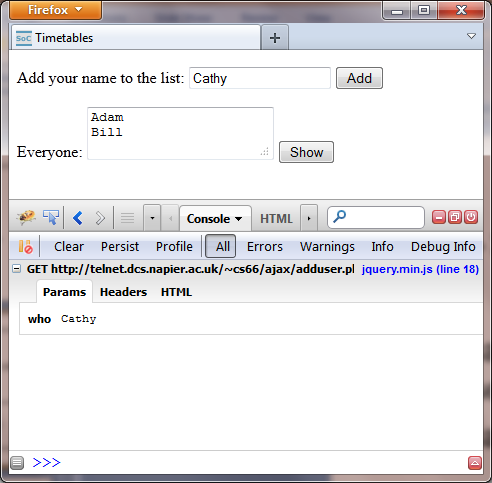 Firefox
SoC Timetables
Add your name to the list: Cathy Add
Adam
Bill
Everyone: Show
Console HTML
Clear Persist Profile All Errors Warnings Info Debug Info
GET http://telnet.dcs.napier.ac.uk/~cs66/ajax/adduser.pl jquery.min.js (line 18)
Params Headers HTML
who Cathy
>>>